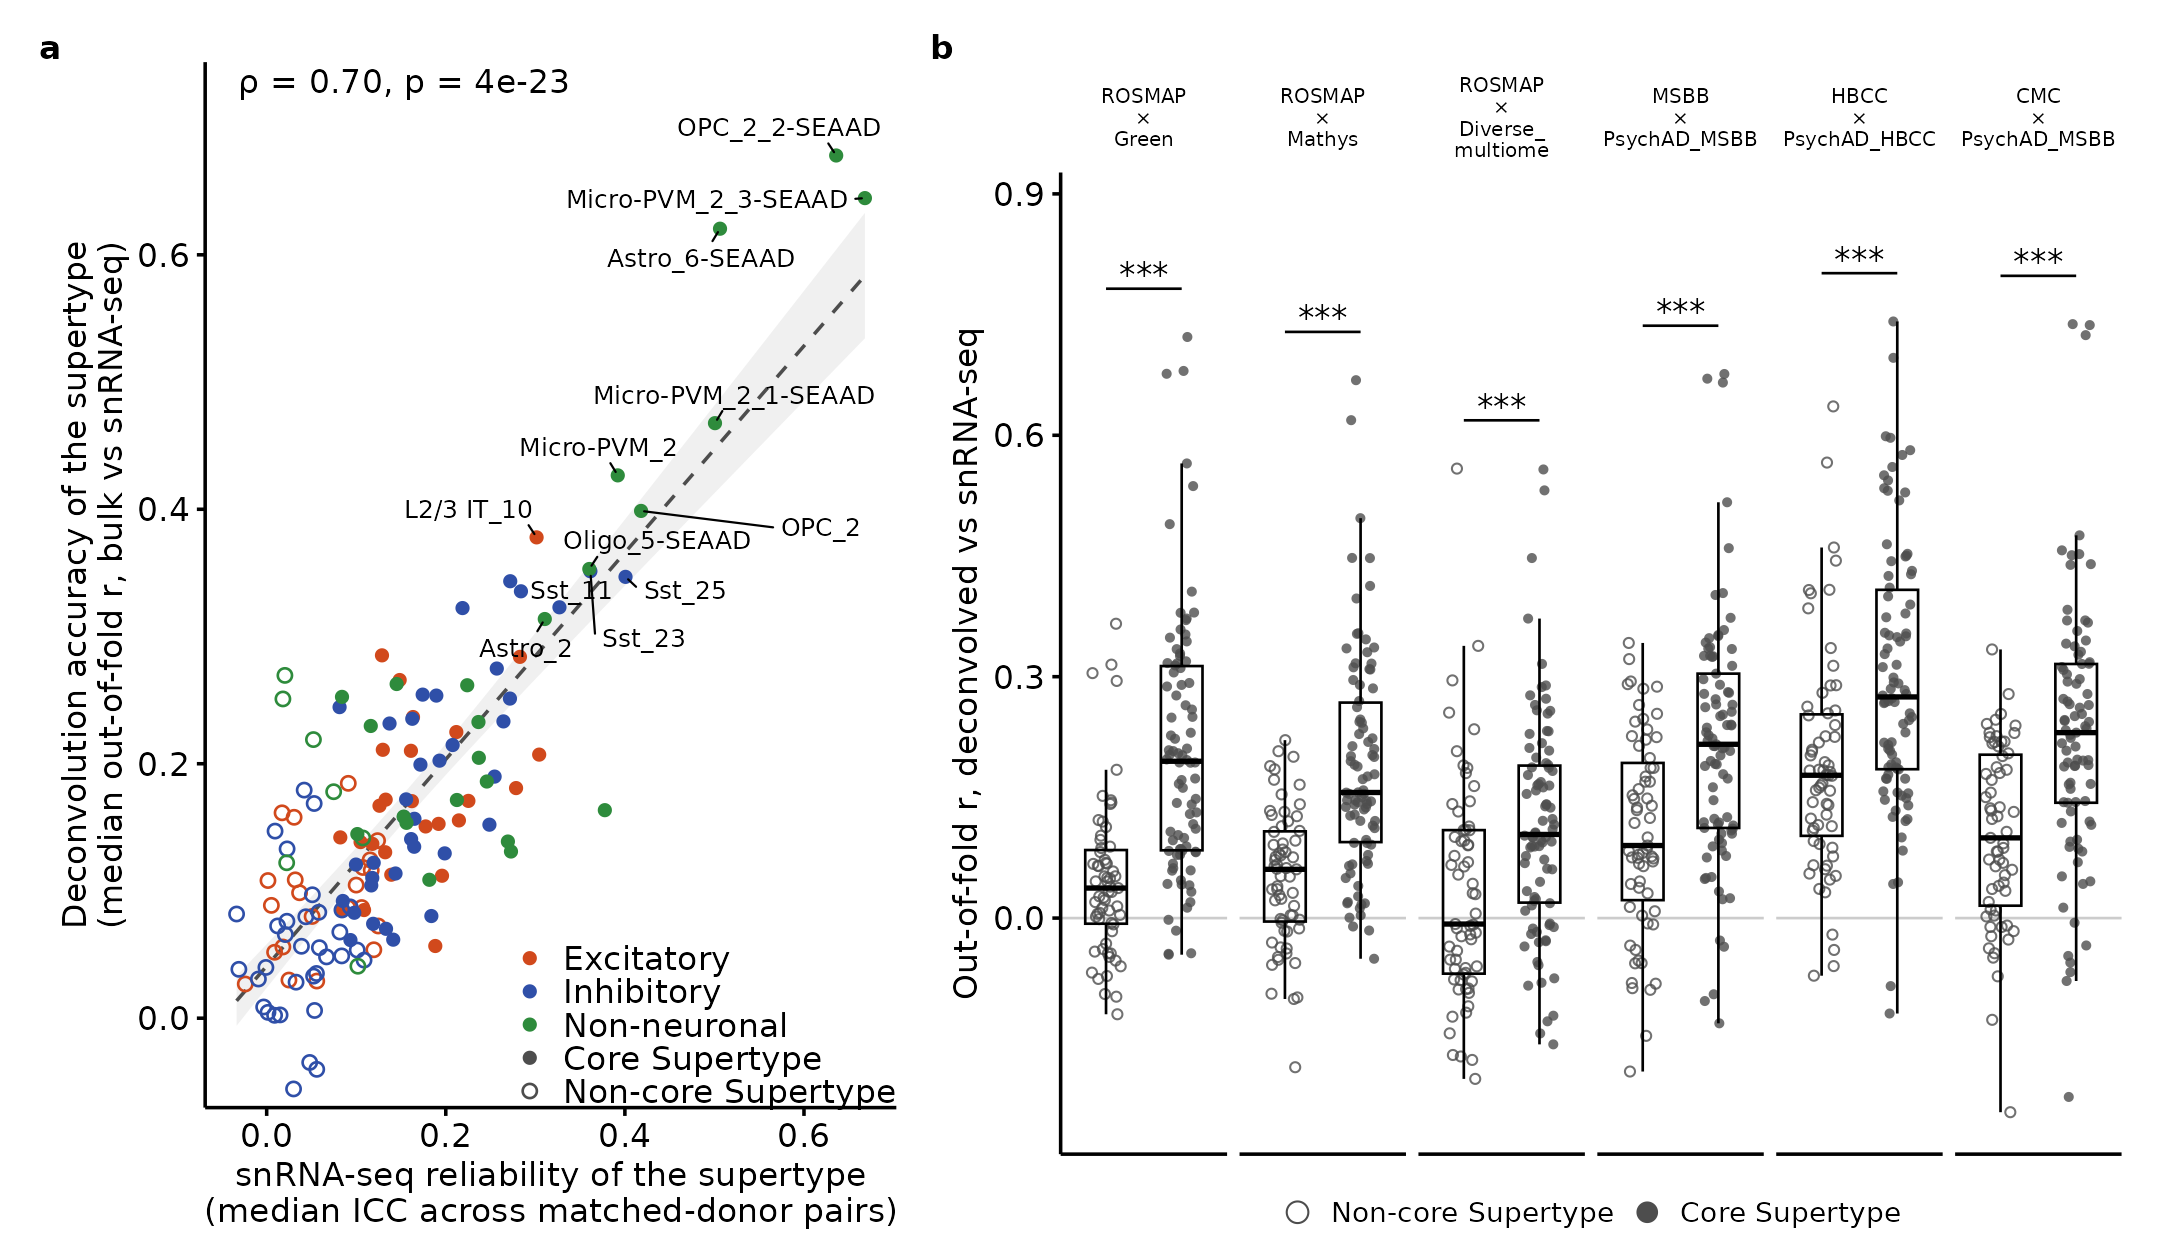 a
ρ = 0.70, p = 4e-23
OPC_2_2-SEAAD
Micro-PVM_2_3-SEAAD
Astro_6-SEAAD
Micro-PVM_2_1-SEAAD
Micro-PVM_2
L2/3 IT_10
OPC_2
Oligo_5-SEAAD
Sst_11
Sst_25
Sst_23
Astro_2
Excitatory
Inhibitory
Non-neuronal
Core Supertype
Non-core Supertype
0.6
0.4
0.2
0.0
0.0
0.2
0.4
0.6
Deconvolution accuracy of the supertype
(median out-of-fold r, bulk vs snRNA-seq)
snRNA-seq reliability of the supertype
(median ICC across matched-donor pairs)
b
ROSMAP
×
Green
ROSMAP
×
Mathys
ROSMAP
×
Diverse_
multiome
MSBB
×
PsychAD_MSBB
HBCC
×
PsychAD_HBCC
CMC
×
PsychAD_MSBB
***
***
***
***
***
***
0.9
0.6
0.3
0.0
Out-of-fold r, deconvolved vs snRNA-seq
Non-core Supertype
Core Supertype